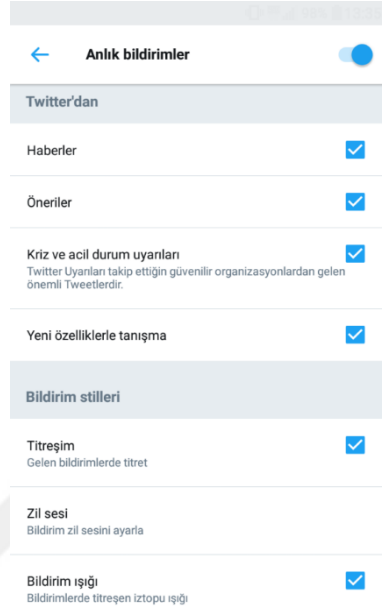 Anlık bildirimler
Twitter'dan
Haberler
Öneriler
Kriz ve acil durum uyarıları
Twitter Uyarıları takip ettiğin güvenilir organizasyonlardan gelen
önemli Tweetlerdir.
Yeni özelliklerle tanışma
Bildirim stilleri
Titreşim
Gelen bildirimlerde titret
Zil sesi
Bildirim zil sesini ayarla
Bildirim ışığı
Bildirimlerde titreşen iztopu ışığı